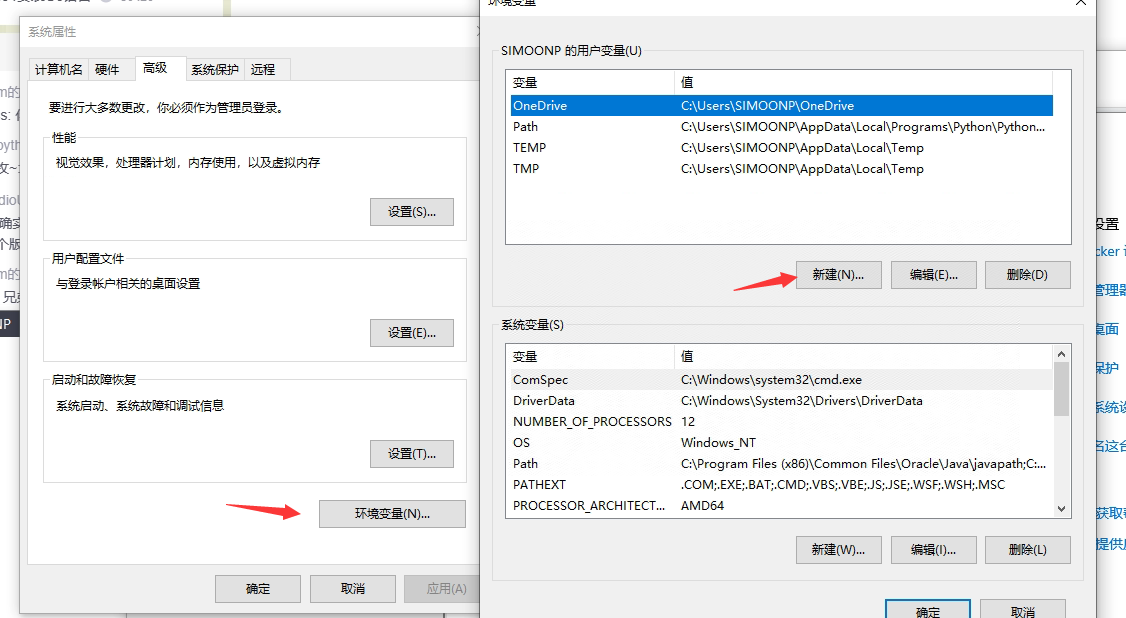 系统属性
计算机名
硬件
高级
系统保护
远程
要进行大多数更改，你必须作为管理员登录。
性能
视觉效果，处理器计划，内存使用，以及虚拟内存
设置(S)...
用户配置文件
与登录帐户相关的桌面设置
设置(E)...
启动和故障恢复
系统启动、系统故障和调试信息
设置(T)...
环境变量(N)...
确定
取消
应用(A)
环境变量
SIMOONP 的用户变量(U)
变量 值
OneDrive C:\Users\SIMOONP\OneDrive
Path C:\Users\SIMOONP\AppData\Local\Programs\Python\Python...
TEMP C:\Users\SIMOONP\AppData\Local\Temp
TMP C:\Users\SIMOONP\AppData\Local\Temp
新建(N)...
编辑(E)...
删除(D)
系统变量(S)
变量 值
ComSpec C:\Windows\system32\cmd.exe
DriverData C:\Windows\System32\Drivers\DriverData
NUMBER_OF_PROCESSORS 12
OS Windows_NT
Path C:\Program Files (x86)\Common Files\Oracle\Java\javapath;C:...
PATHEXT .COM;.EXE;.BAT;.CMD;.VBS;.VBE;.JS;.JSE;.WSF;.WSH;.MSC
PROCESSOR_ARCHITECT... AMD64
新建(W)...
编辑(I)...
删除(L)
确定
取消
设置
cker
管理器
桌面
保护
系统设
名这台
获取帮
提供反